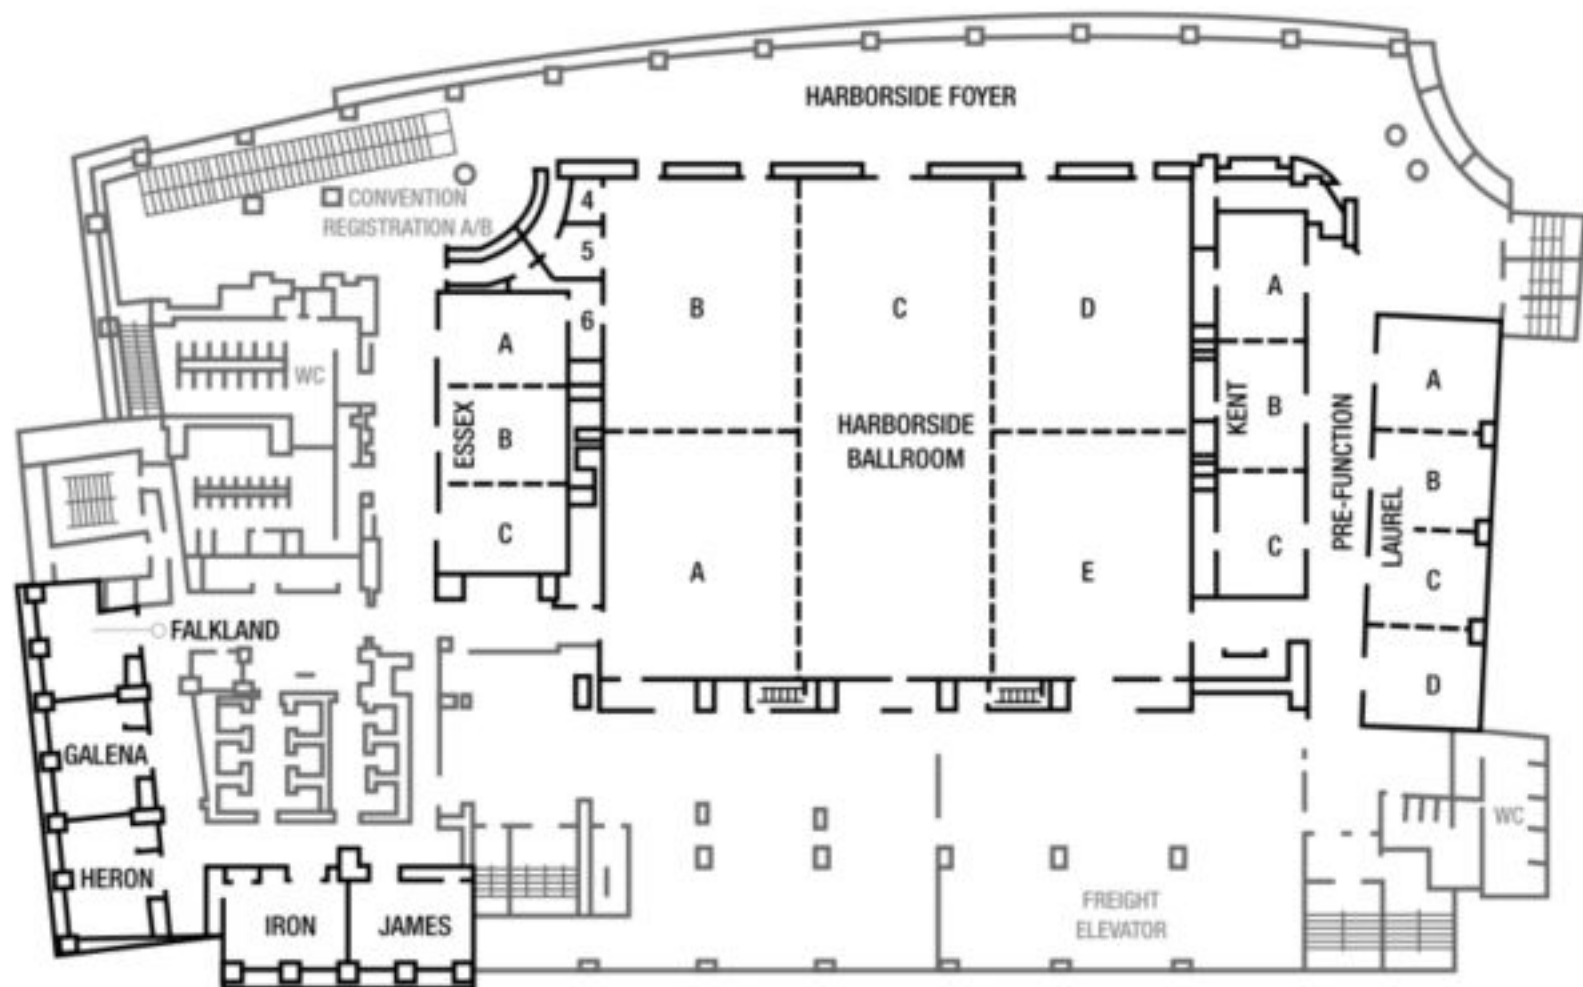 HARBORSIDE FOYER
CONVENTION
REGISTRATION A/B
4
5
6
B
C
D
A
B
C
ESSEX
WC
HARBORSIDE
BALLROOM
A
E
A
B
C
KENT
PRE-FUNCTION
LAUREL
A
B
C
D
FALKLAND
GALENA
HERON
IRON
JAMES
FREIGHT
ELEVATOR
WC